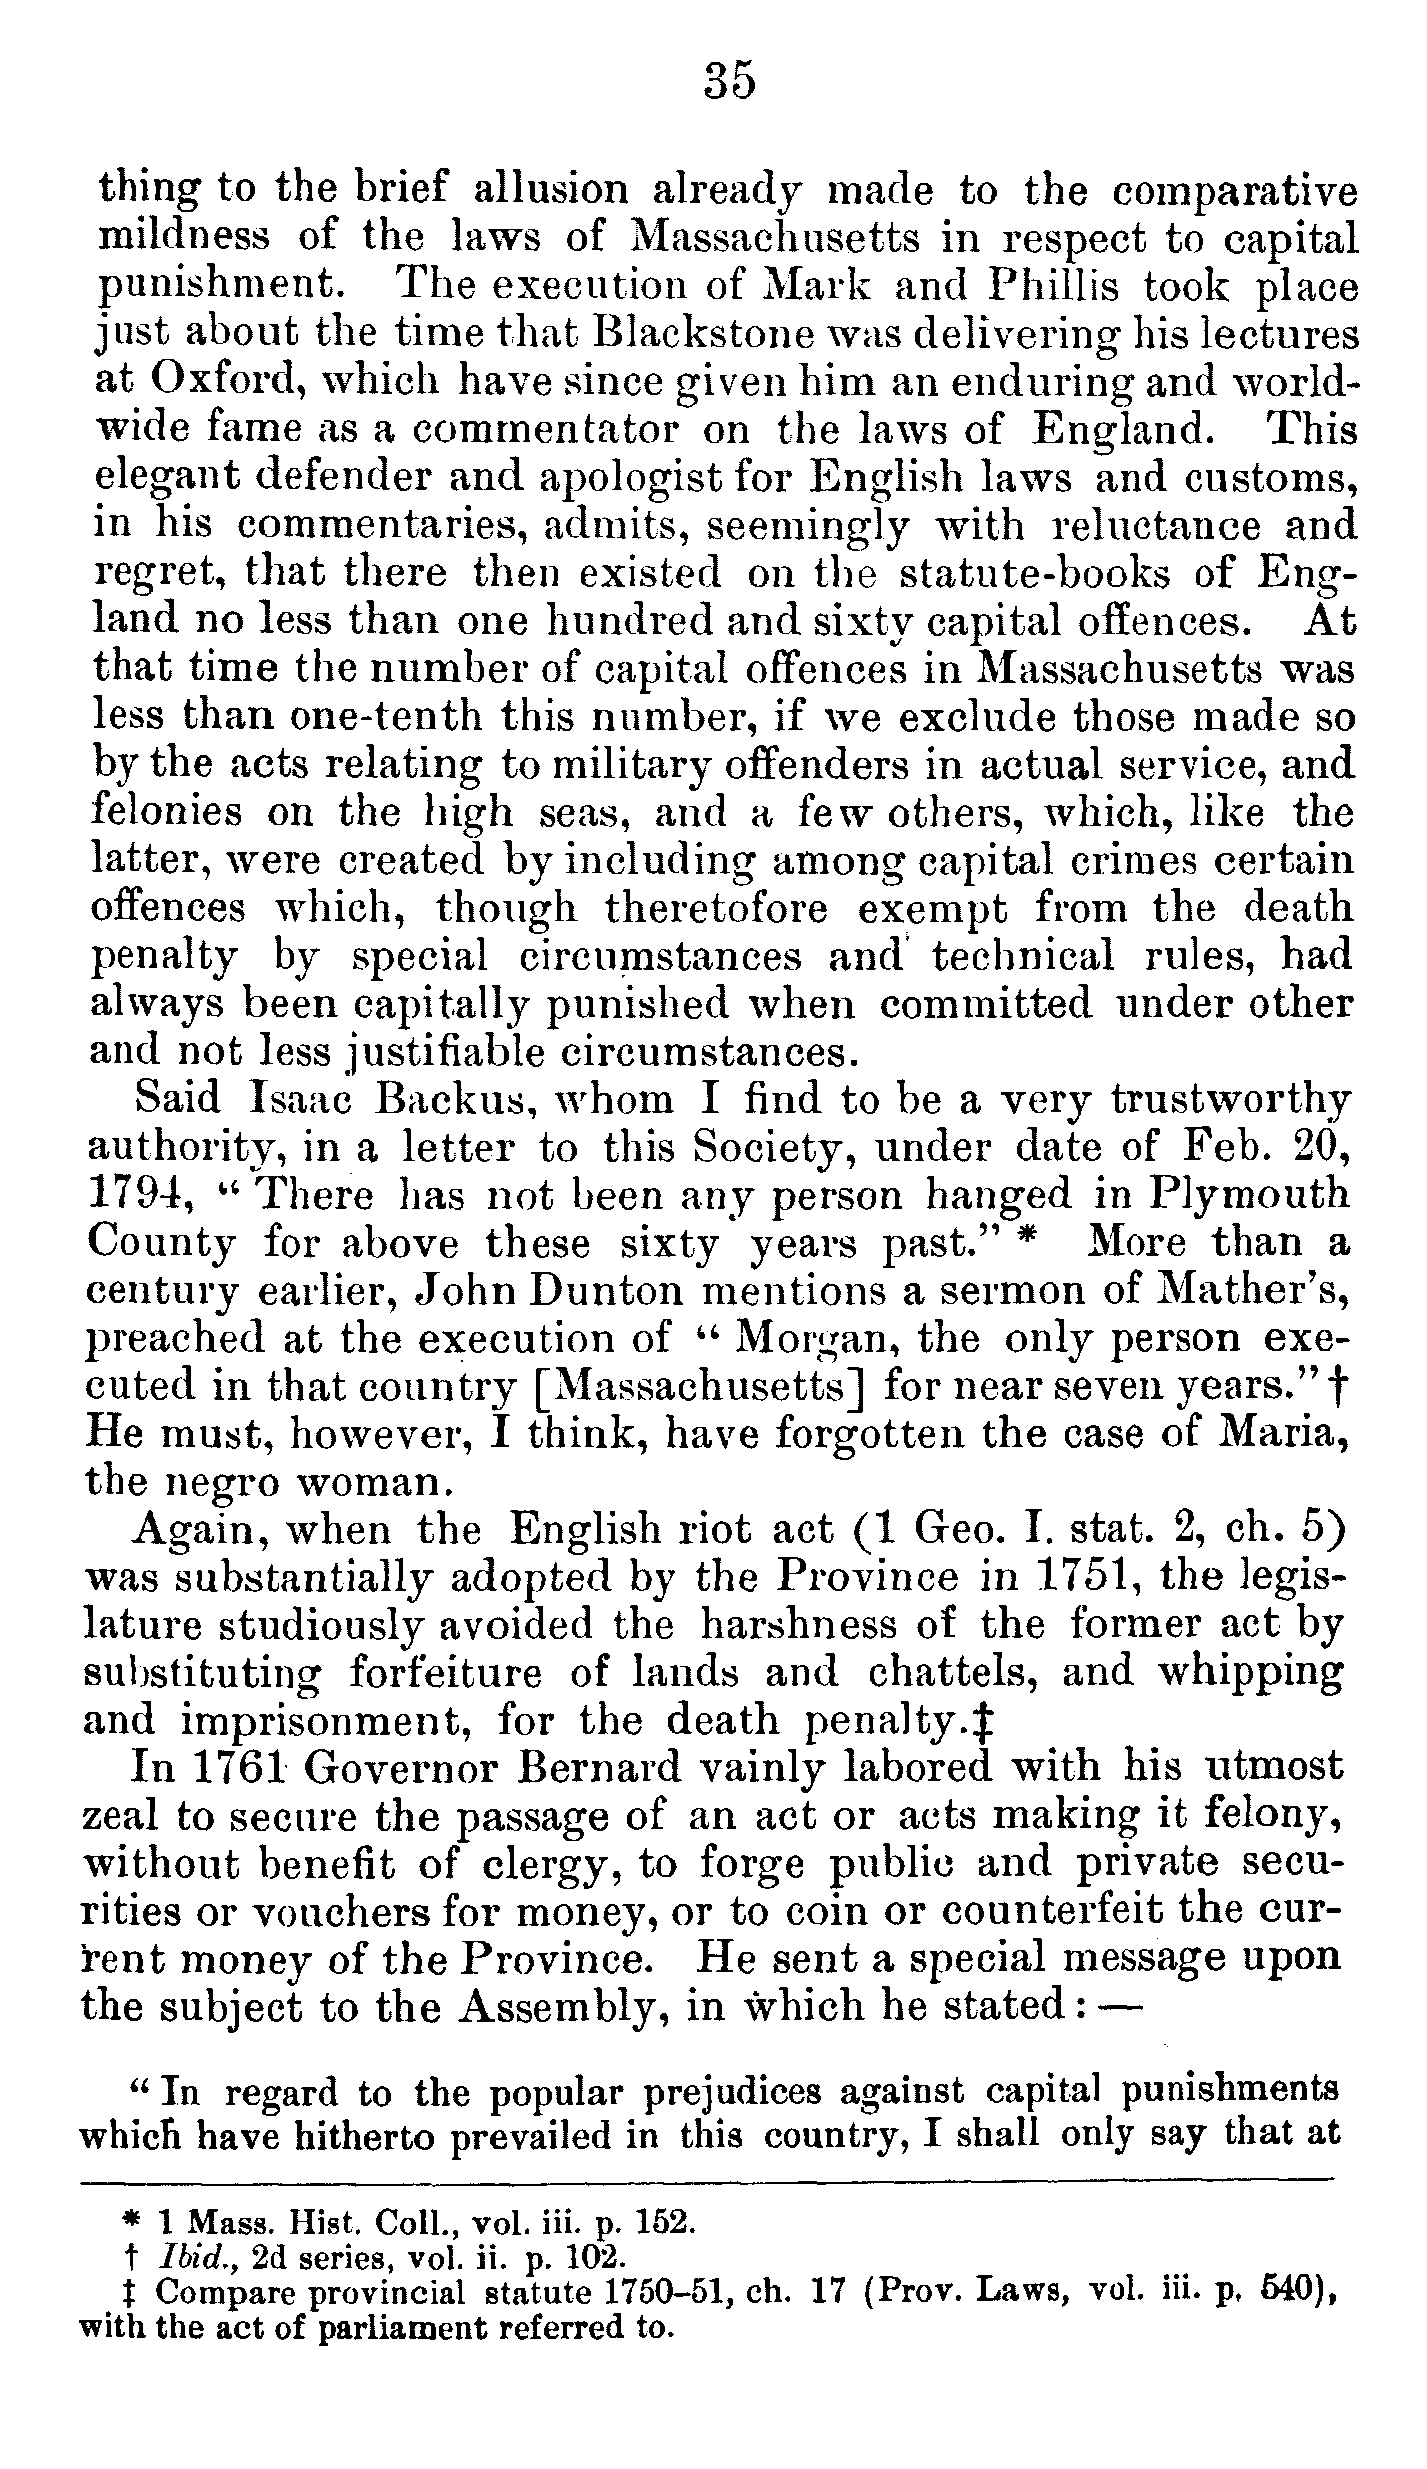 35
thing to the brief allusion already made to the comparative
mildness of the laws of Massachusetts in respect to capital
punishment. The execution of Mark and Phillis took place
just about the time that Blackstone was delivering his lectures
at Oxford, which have since given him an enduring and world-
wide fame as a commentator on the laws of England. This
elegant defender and apologist for English laws and customs,
in his commentaries, admits, seemingly with reluctance and
regret, that there then existed on the statute-books of Eng-
land no less than one hundred and sixty capital offences. At
that time the number of capital offences in Massachusetts was
less than one-tenth this number, if we exclude those made so
by the acts relating to military offenders in actual service, and
felonies on the high seas, and a few others, which, like the
latter, were created by including among capital crimes certain
offences which, though theretofore exempt from the death
penalty by special circumstances and technical rules, had
always been capitally punished when committed under other
and not less justifiable circumstances.
Said Isaac Backus, whom I find to be a very trustworthy
authority, in a letter to this Society, under date of Feb. 20,
1794, "There has not been any person hanged in Plymouth
County for above these sixty years past." * More than a
century earlier, John Dunton mentions a sermon of Mather's,
preached at the execution of "Morgan, the only person exe-
cuted in that country [Massachusetts] for near seven years." †
He must, however, I think, have forgotten the case of Maria,
the negro woman.
Again, when the English riot act (1 Geo. I. stat. 2, ch. 5)
was substantially adopted by the Province in 1751, the legis-
lature studiously avoided the harshness of the former act by
substituting forfeiture of lands and chattels, and whipping
and imprisonment, for the death penalty.‡
In 1761 Governor Bernard vainly labored with his utmost
zeal to secure the passage of an act or acts making it felony,
without benefit of clergy, to forge public and private secu-
rities or vouchers for money, or to coin or counterfeit the cur-
rent money of the Province. He sent a special message upon
the subject to the Assembly, in which he stated: —
"In regard to the popular prejudices against capital punishments
which have hitherto prevailed in this country, I shall only say that at
* 1 Mass. Hist. Coll., vol. iii. p. 152.
† Ibid., 2d series, vol. ii. p. 102.
‡ Compare provincial statute 1750–51, ch. 17 (Prov. Laws, vol. iii. p. 540),
with the act of parliament referred to.